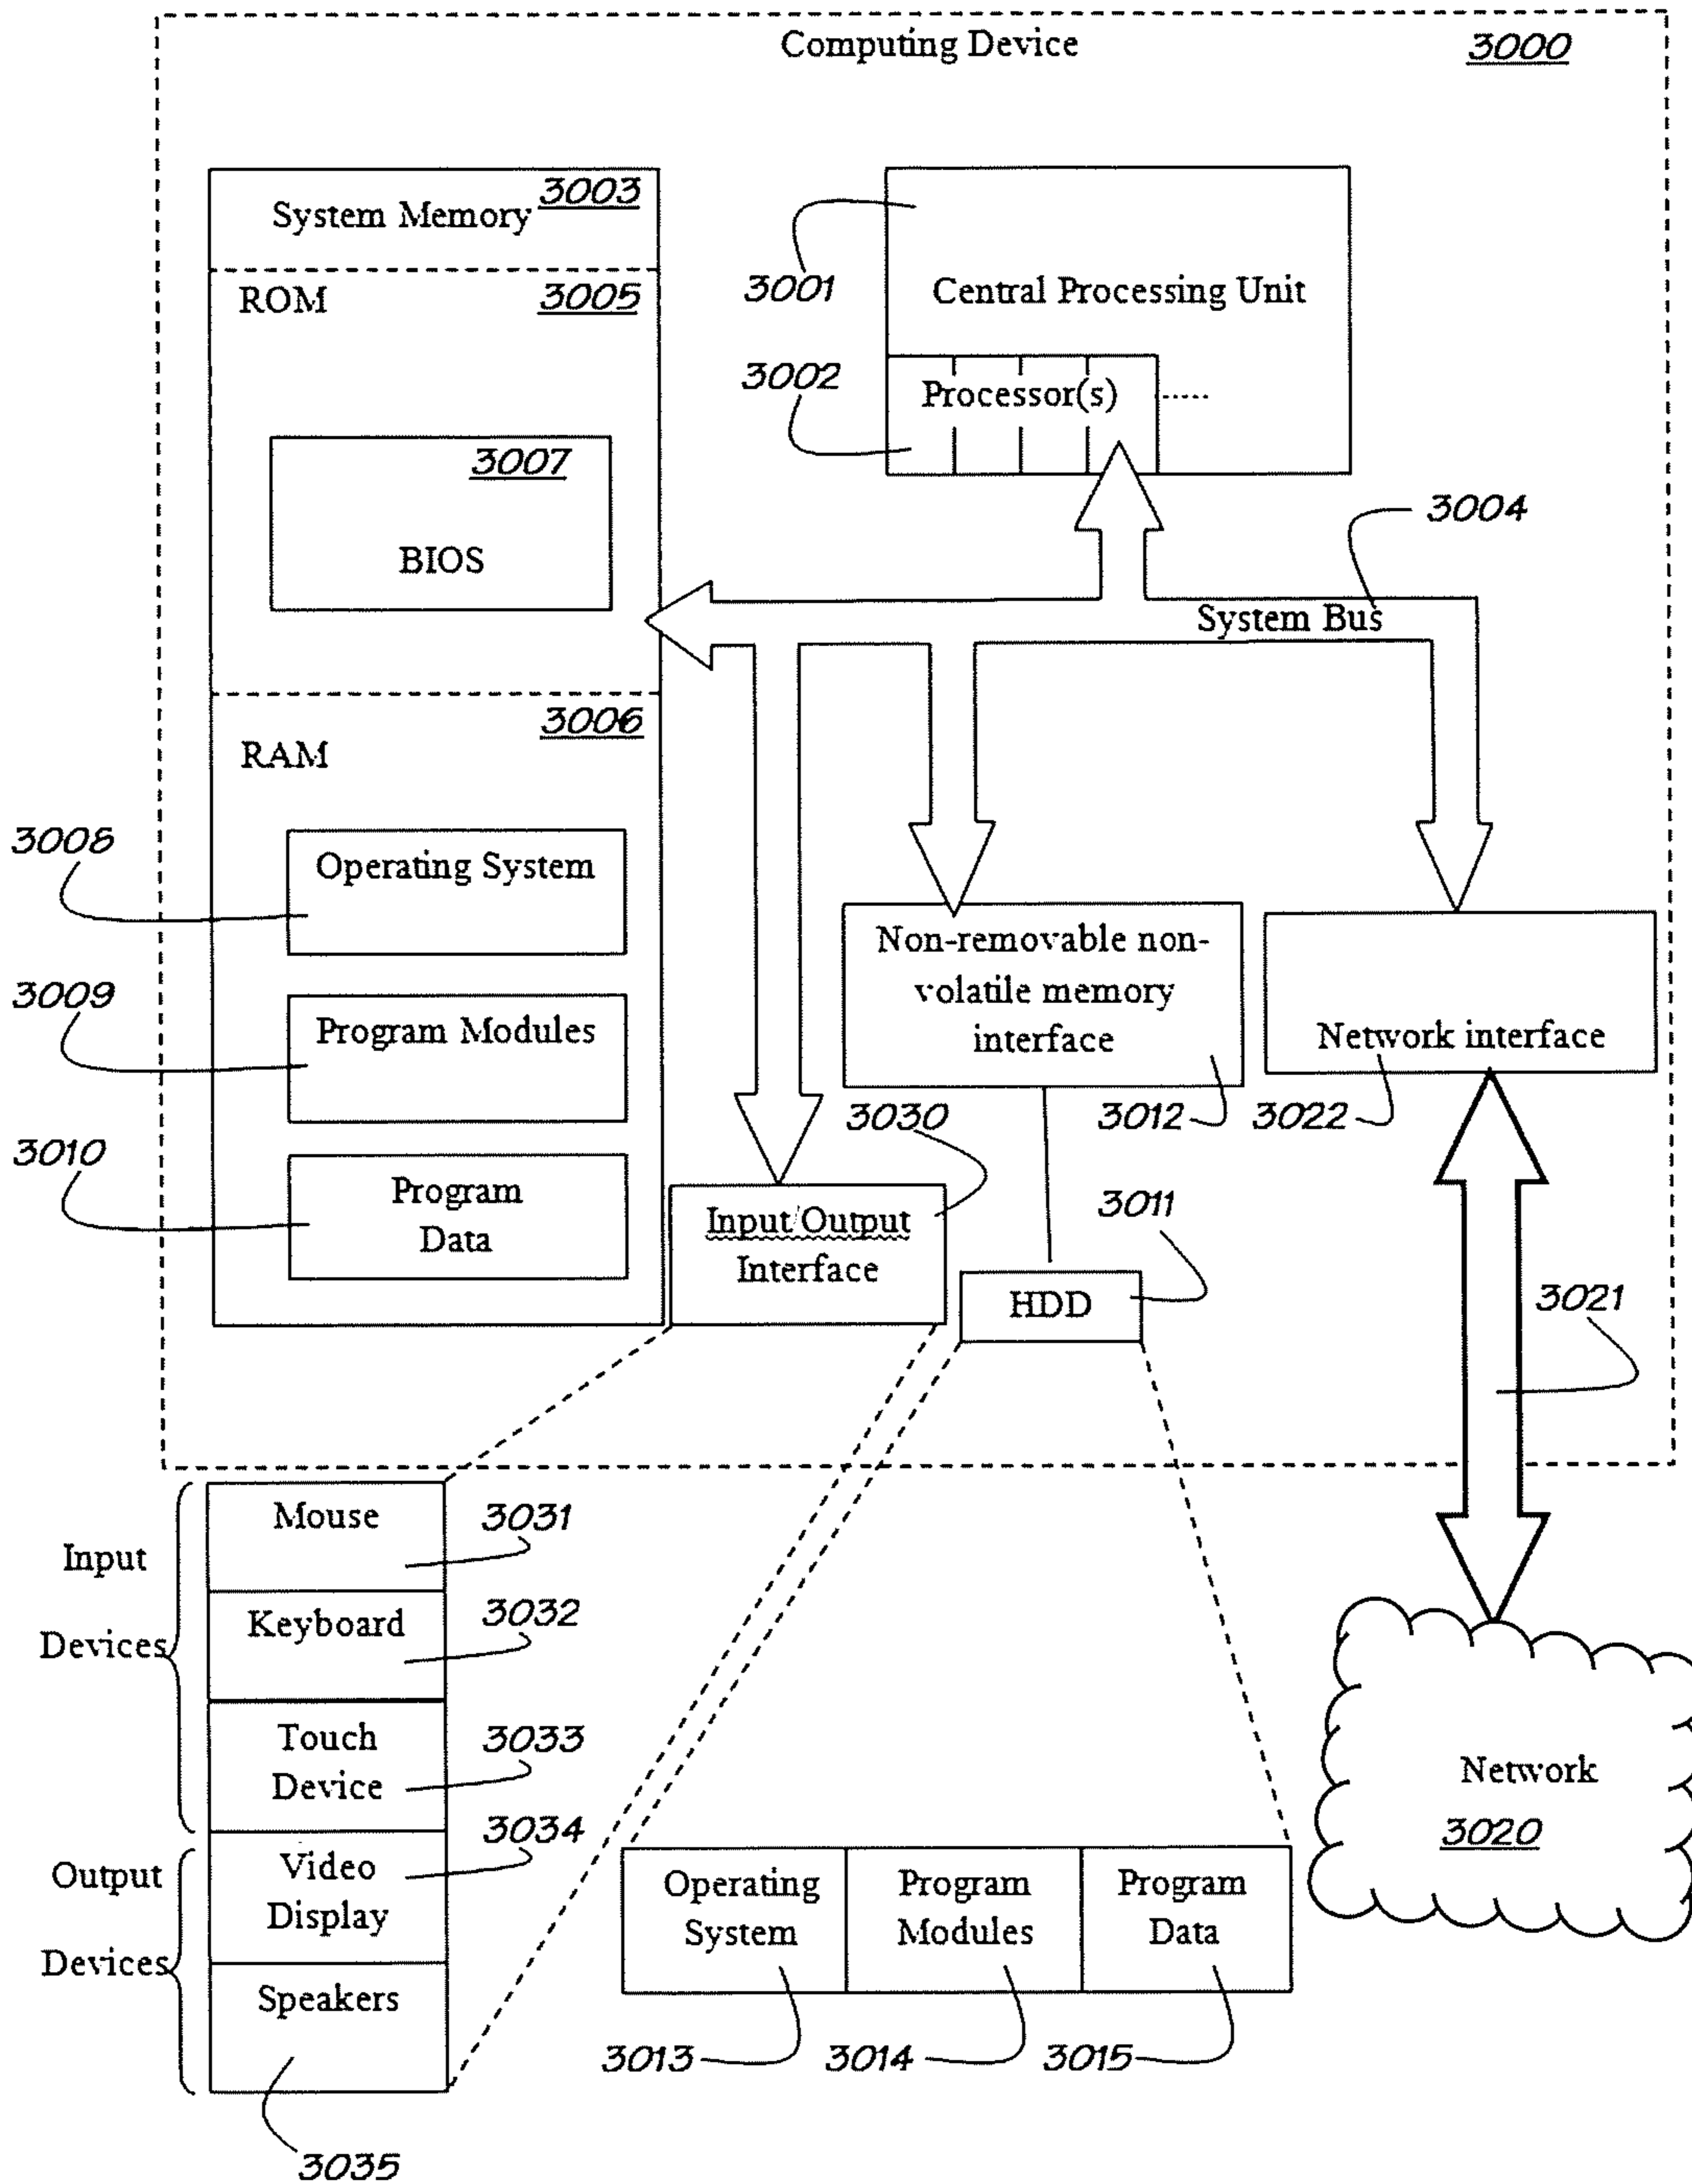 Computing Device
3000
System Memory
3003
ROM
3005
3007
BIOS
3001
Central Processing Unit
3002
Processor(s)
3004
System Bus
RAM
3006
3008
Operating System
3009
Program Modules
3010
Program
Data
Non-removable non-
volatile memory
interface
3012
Network interface
3022
3030
Input/Output
Interface
3011
HDD
3021
Input
Devices
Mouse
3031
Keyboard
3032
Touch
Device
3033
Output
Devices
3034
Video
Display
Speakers
3035
Operating
System
Program
Modules
Program
Data
3013
3014
3015
Network
3020